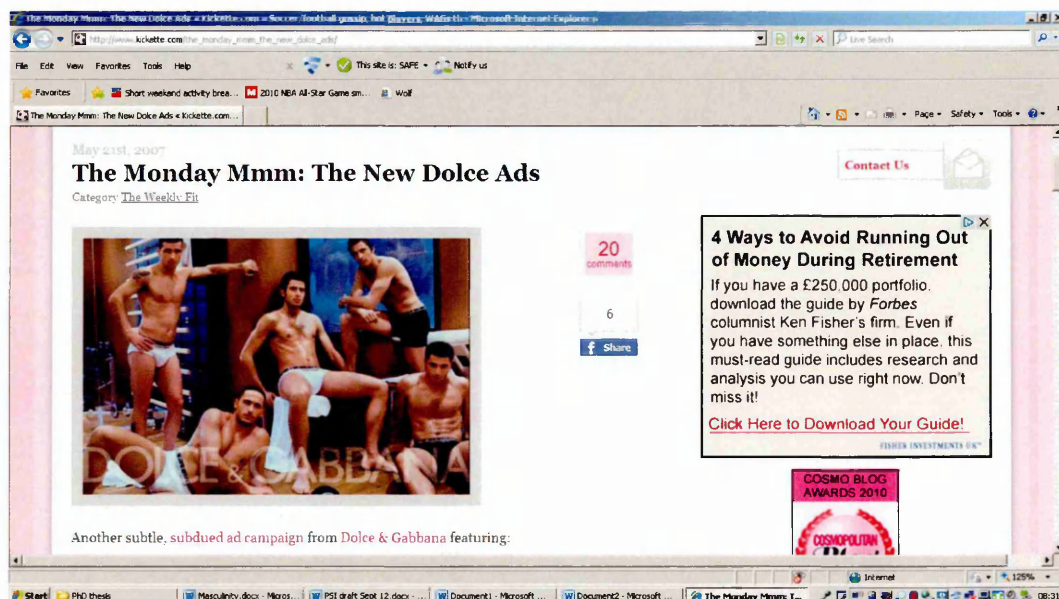 The Monday Mmm: The New Dolce Ads « Kickette.com « Soccer/football gossip, hot players, WAGs - Microsoft Internet Explorer p
http://www.kickette.com/the_monday_mmm_the_new_dolce_ads/
Live Search
File Edit View Favorites Tools Help
This site is: SAFE
Notify us
Favorites
Short weekend activity brea...
2010 NBA All-Star Game sm...
Wolf
The Monday Mmm: The New Dolce Ads « Kickette.com...
Page
Safety
Tools
May 21st, 2007
The Monday Mmm: The New Dolce Ads
Category The Weekly Fit
Contact Us
DOLCE & GABBANA
20
comments
6
f Share
4 Ways to Avoid Running Out
of Money During Retirement
If you have a £250,000 portfolio,
download the guide by Forbes
columnist Ken Fisher's firm. Even if
you have something else in place, this
must-read guide includes research and
analysis you can use right now. Don't
miss it!
Click Here to Download Your Guide!
FISHER INVESTMENTS UK™
COSMO BLOG
AWARDS 2010
COSMOPOLITAN
Another subtle, subdued ad campaign from Dolce & Gabbana featuring:
Internet
125%
Start
PhD thesis
Masculinity.docx - Micros...
PSI draft Sept 12.docx - ...
Document1 - Microsoft ...
Document2 - Microsoft ...
The Monday Mmm: T...